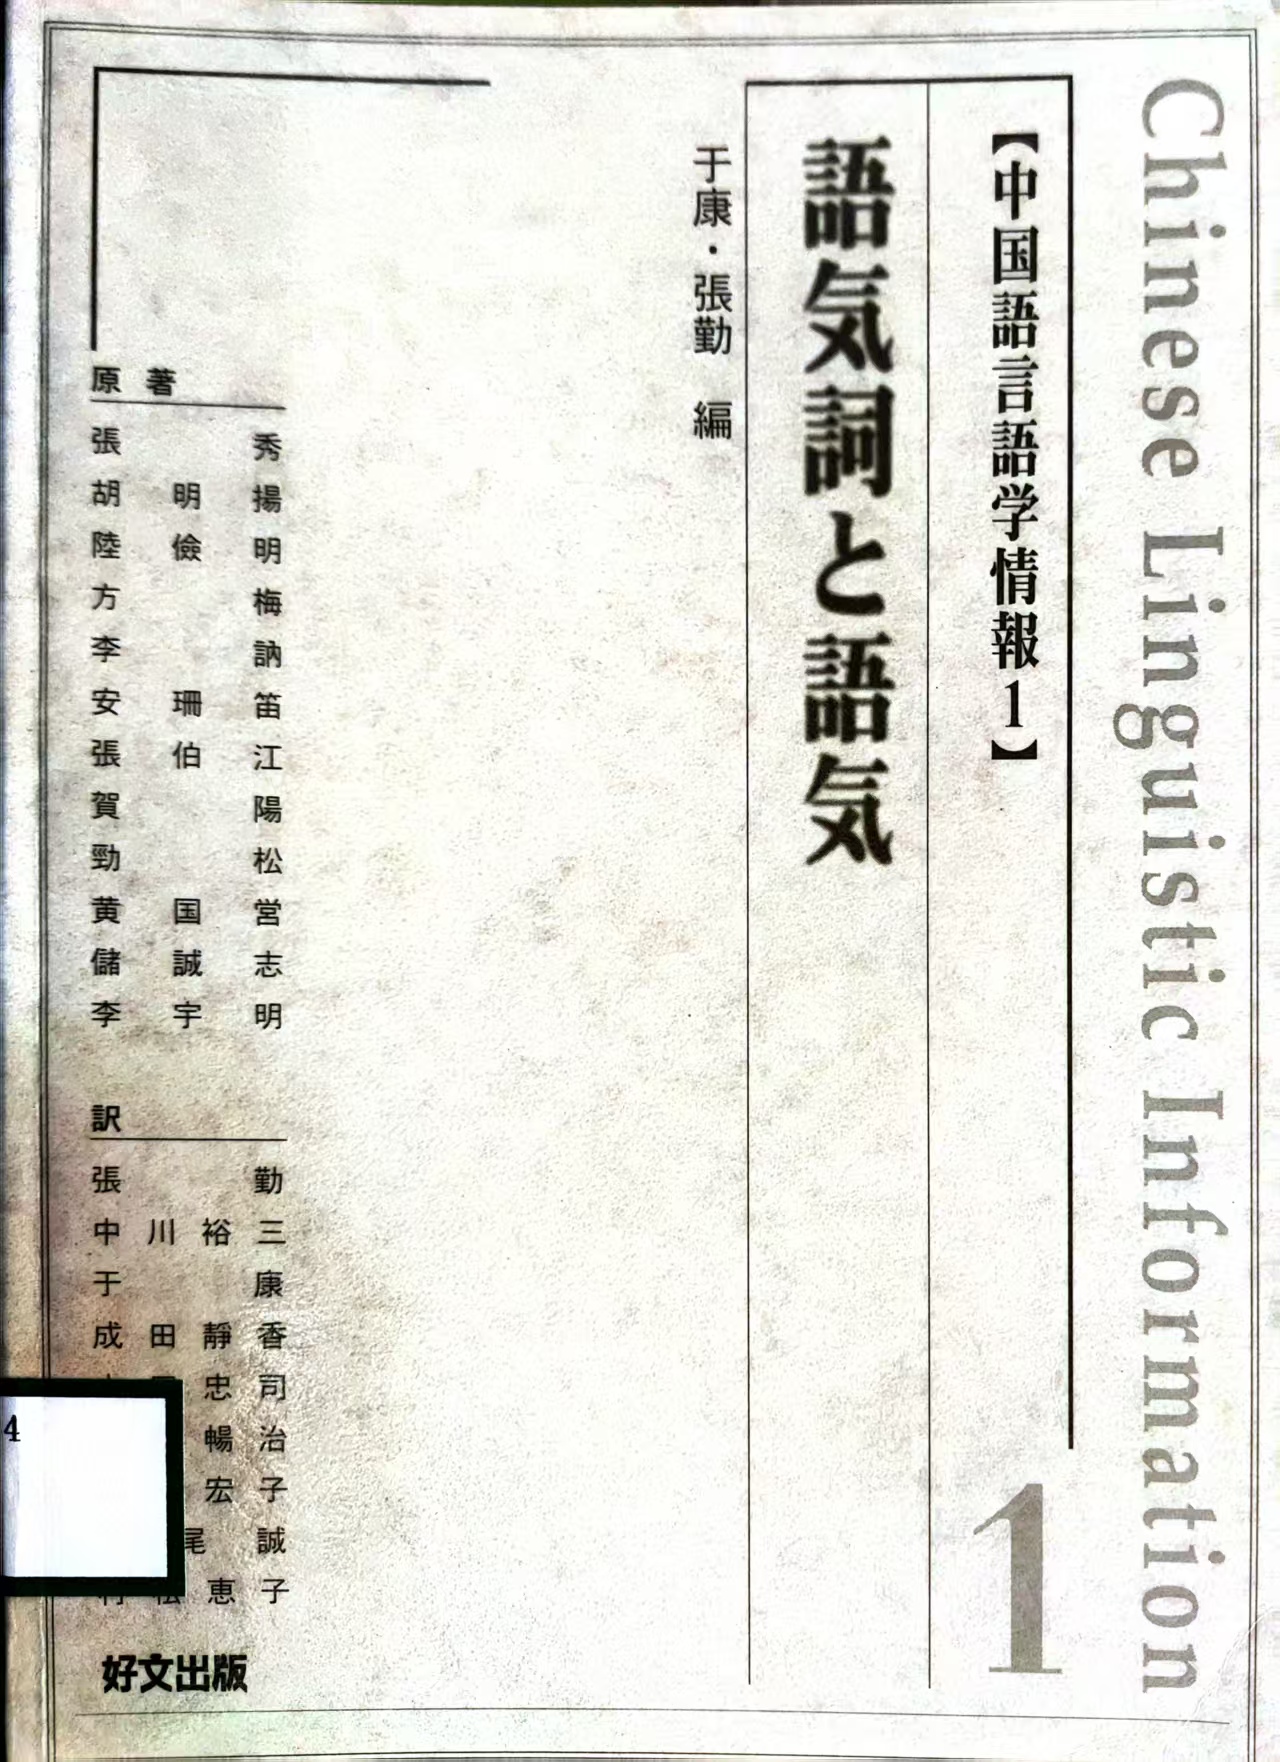 Chinese Linguistic Information
1
【中国語言語学情報1】
語気詞と語気
于康・張勤 編
原著
張 秀
胡明揚
陸儉明
方 梅
李 訥
安珊笛
張伯江
賀 陽
勁 松
黄国営
儲誠志
李宇明
訳
張 勤
中川裕三
于 康
成田靜香
忠司
暢治
宏子
尾 誠
村松恵子
好文出版
4